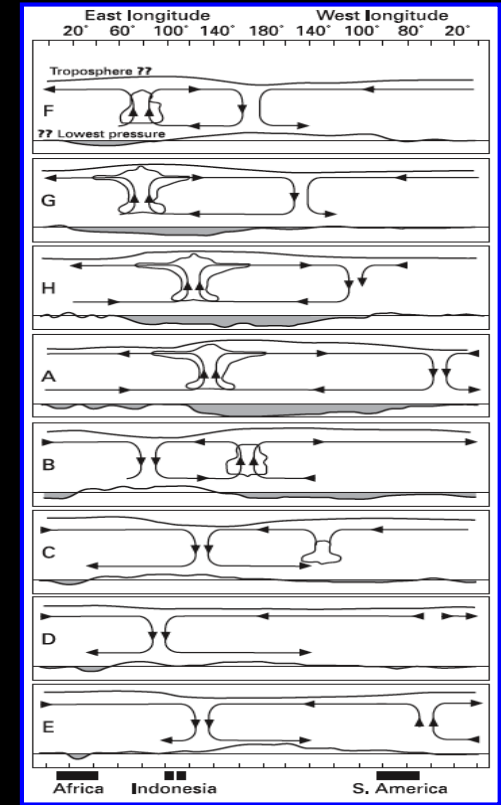 East longitude West longitude
20° 60° 100° 140° 180° 140° 100° 80° 20°
Troposphere ??
F
?? Lowest pressure
G
H
A
B
C
D
E
Africa Indonesia S. America